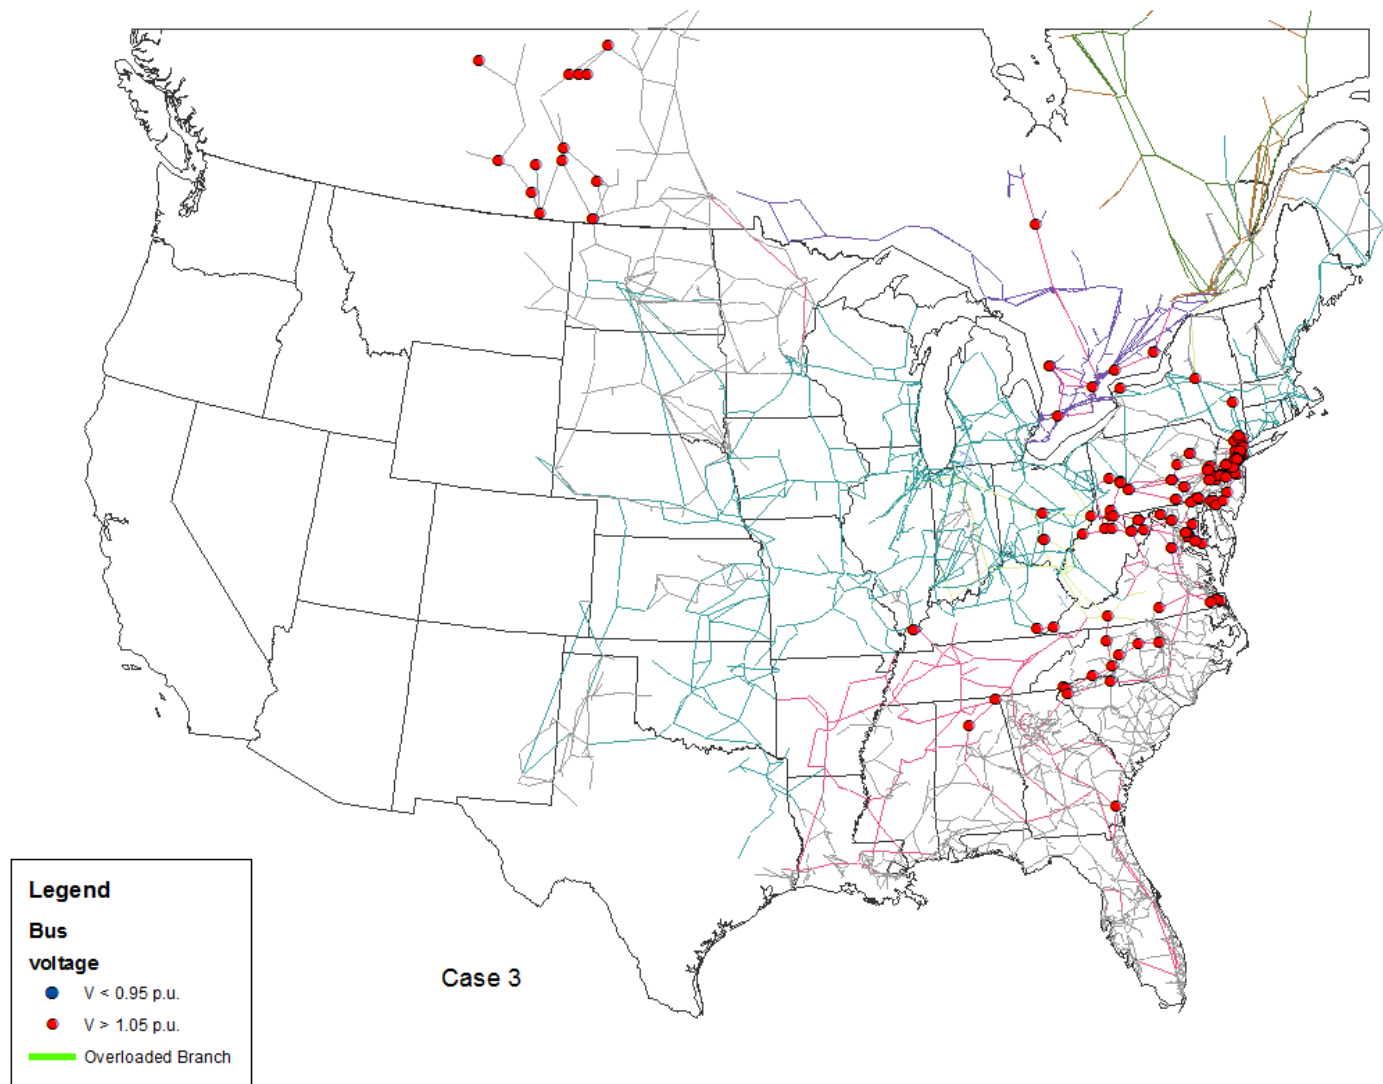 Legend
Bus
voltage
V < 0.95 p.u.
V > 1.05 p.u.
Overloaded Branch
Case 3